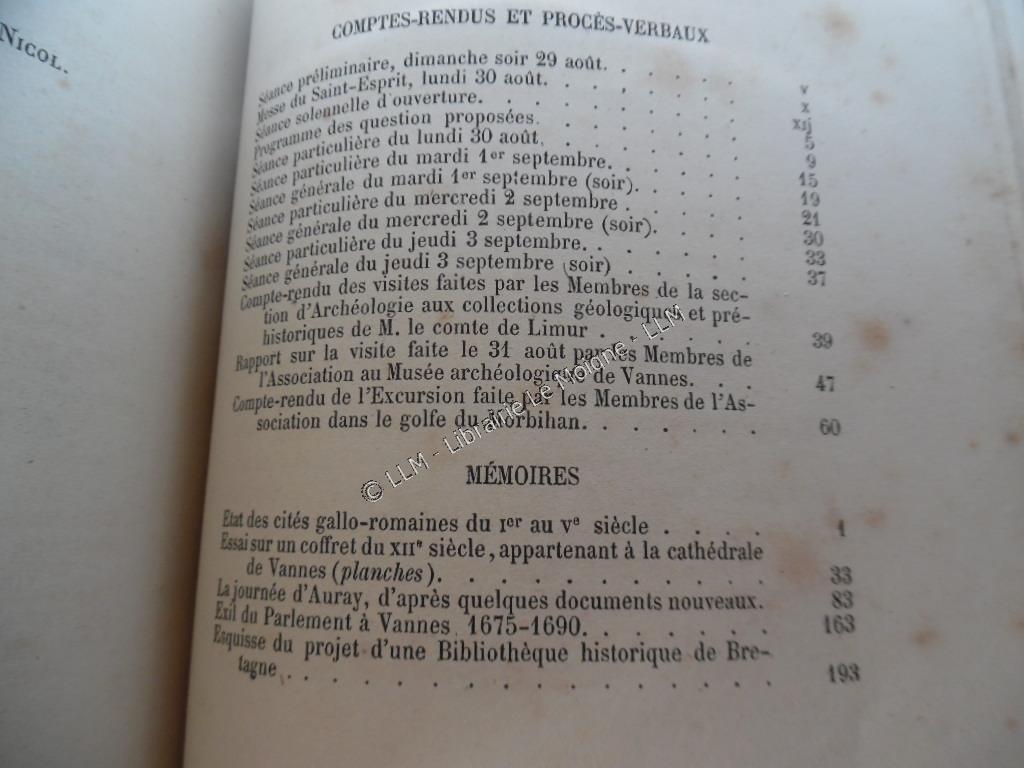 NICOL.
COMPTES-RENDUS ET PROCÈS-VERBAUX
Séance préliminaire, dimanche soir 29 août. . . . . . v
Messe du Saint-Esprit, lundi 30 août. . . . . . . . x
Séance solennelle d'ouverture. . . . . . . . . . xij
Programme des question proposées. . . . . . . . 5
Séance particulière du lundi 30 août. . . . . . . . 9
Séance particulière du mardi 1er septembre. . . . . 15
Séance générale du mardi 1er septembre (soir). . . . 19
Séance particulière du mercredi 2 septembre . . . . 21
Séance générale du mercredi 2 septembre (soir). . . . 30
Séance particulière du jeudi 3 septembre. . . . . . 33
Séance générale du jeudi 3 septembre (soir) . . . . 37
Compte-rendu des visites faites par les Membres de la sec-
tion d'Archéologie aux collections géologiques et pré-
historiques de M. le comte de Limur . . . . . . 39
Rapport sur la visite faite le 31 août par les Membres de
l'Association au Musée archéologique de Vannes. . . 47
Compte-rendu de l'Excursion faite par les Membres de l'As-
sociation dans le golfe du Morbihan. . . . . . . 60
MÉMOIRES
Etat des cités gallo-romaines du Ier au Ve siècle . . . . . 1
Essai sur un coffret du XIIe siècle, appartenant à la cathédrale
de Vannes (planches). . . . . . . . . . . . 33
La journée d'Auray, d'après quelques documents nouveaux. 83
Exil du Parlement à Vannes, 1675-1690. . . . . . . 163
Esquisse du projet d'une Bibliothèque historique de Bre-
tagne . . . . . . . . . . . . . . . . 193
© LLM - Librairie Le Moigne - LLM